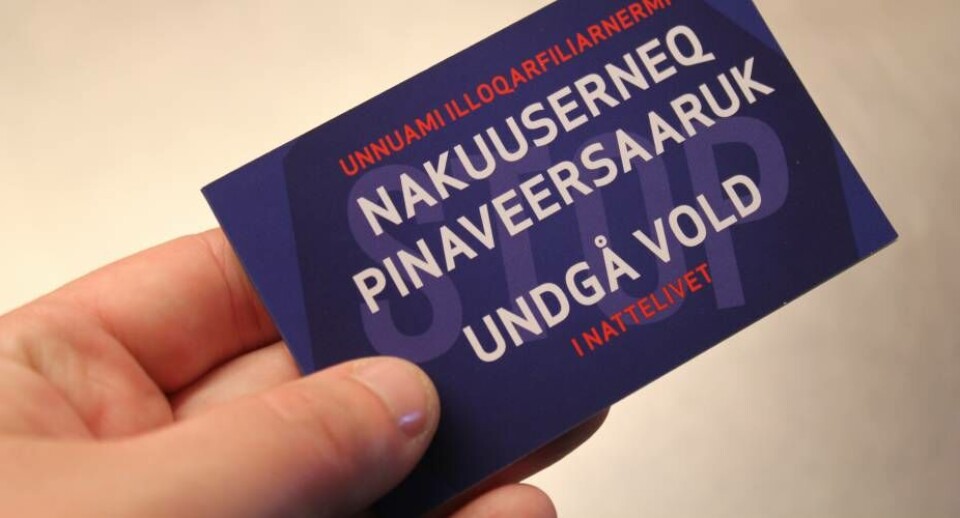 UNNUAMI ILLOQARFILIARNERMI
NAKUUSERNEQ
PINAVEERSAARUK
STOP
UNDGÅ VOLD
I NATTELIVET